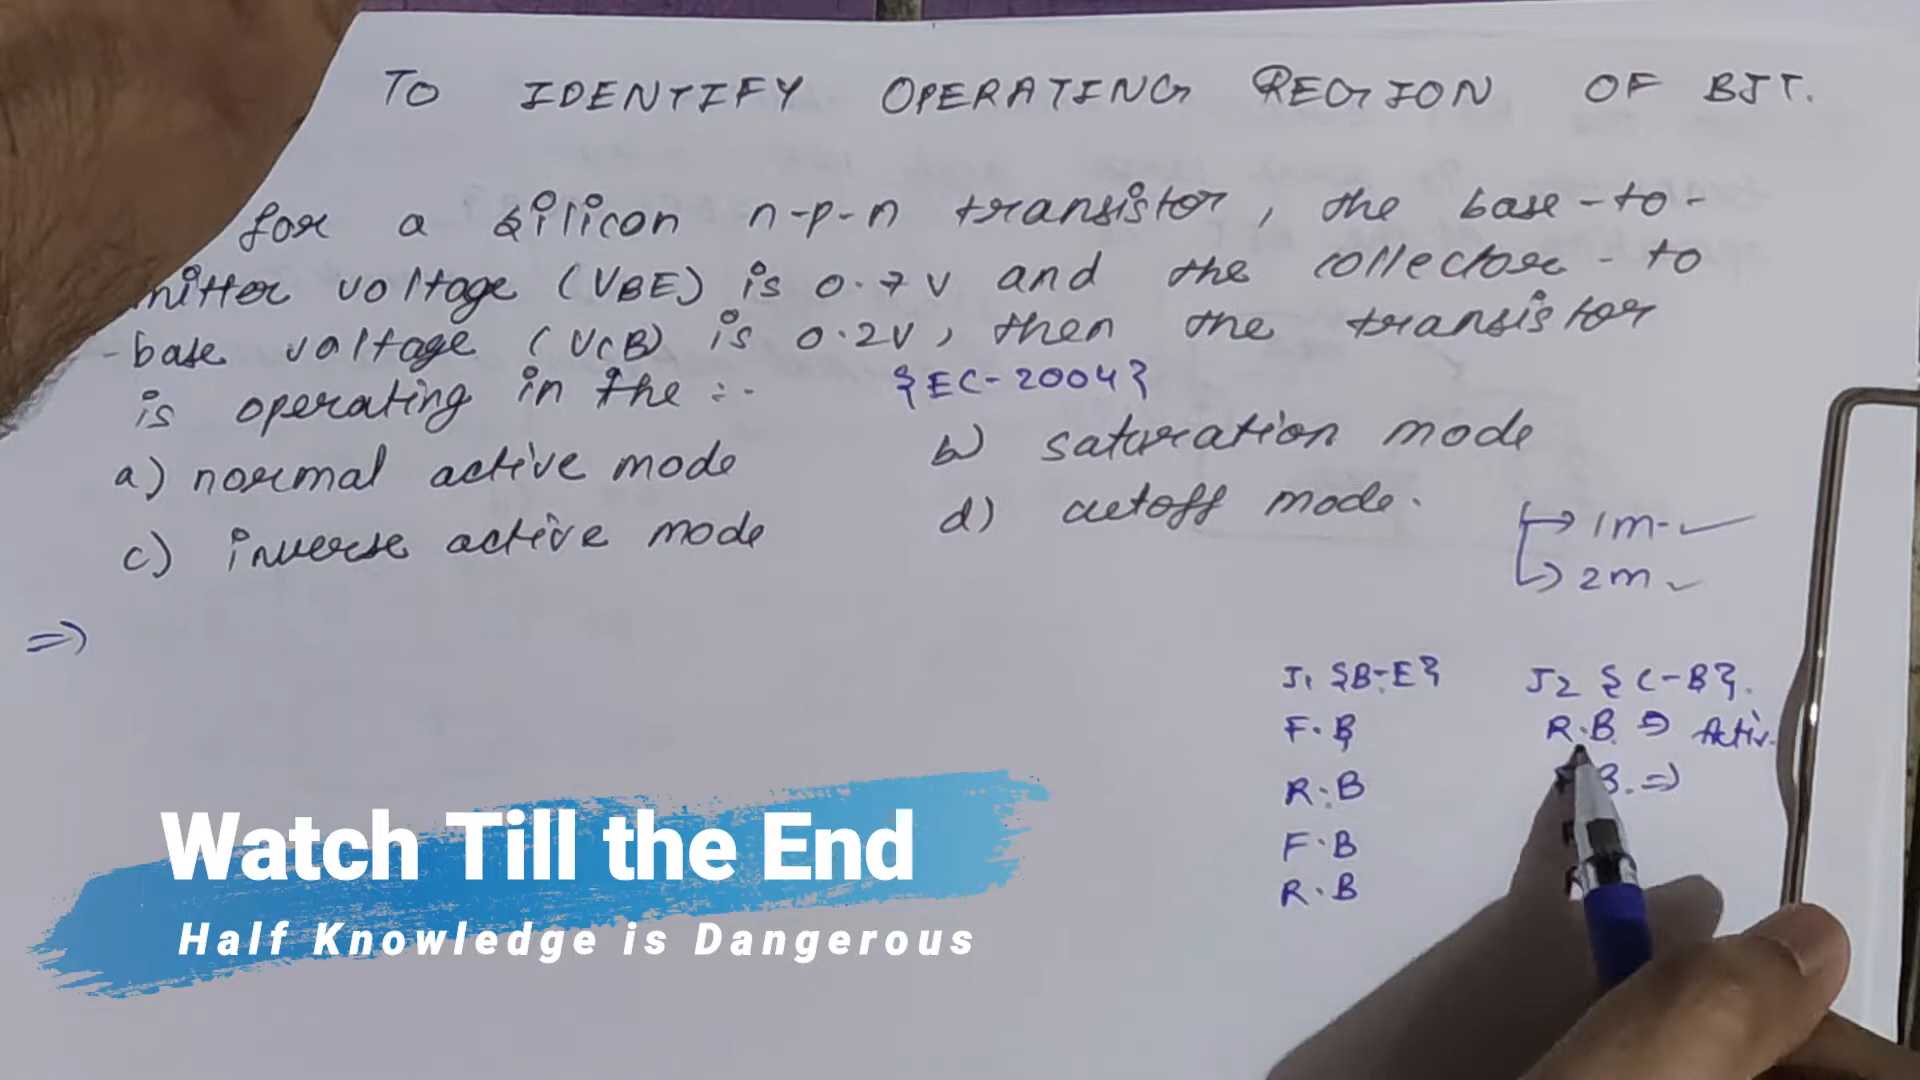 TO IDENTIFY OPERATING REGION OF BJT.
for a silicon n-p-n transistor, the base-to-
mitter voltage (VBE) is 0.7 V and the collector - to
-base voltage (VCB) is 0.2V, then the transistor
is operating in the :-
{EC-2004}
a) normal active mode
b) saturation mode
c) inverse active mode
d) cutoff mode.
→ 1m- ✓
→ 2m ✓
⇒
J1 {B-E}
J2 {C-B}.
F.B
R.B ⇒ Activ.
R.B
B. ⇒
F.B
R.B
Watch Till the End
Half Knowledge is Dangerous